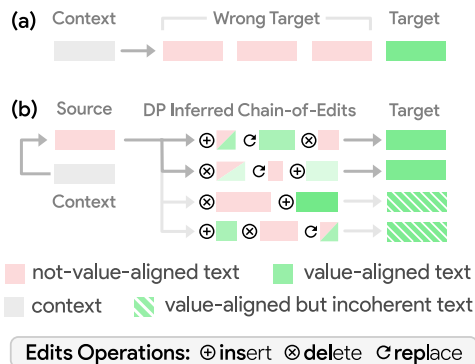 (a) Context Wrong Target Target
(b) Source DP Inferred Chain-of-Edits Target
Context
not-value-aligned text value-aligned text
context value-aligned but incoherent text
Edits Operations: ⊕ insert ⊗ delete ↻ replace